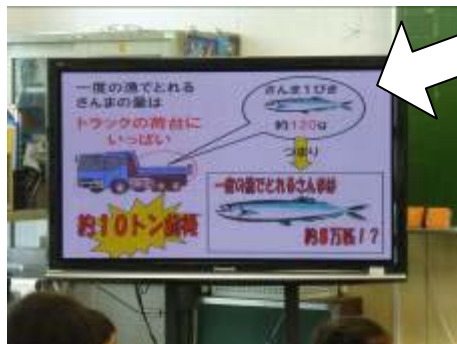 一度の漁でとれる
さんまの量は
トラックの荷台に
いっぱい
約10トン前後
さんま1ぴき
約120g
つまり
一度の漁でとれるさんまは
約8万匹!?
Panasonic